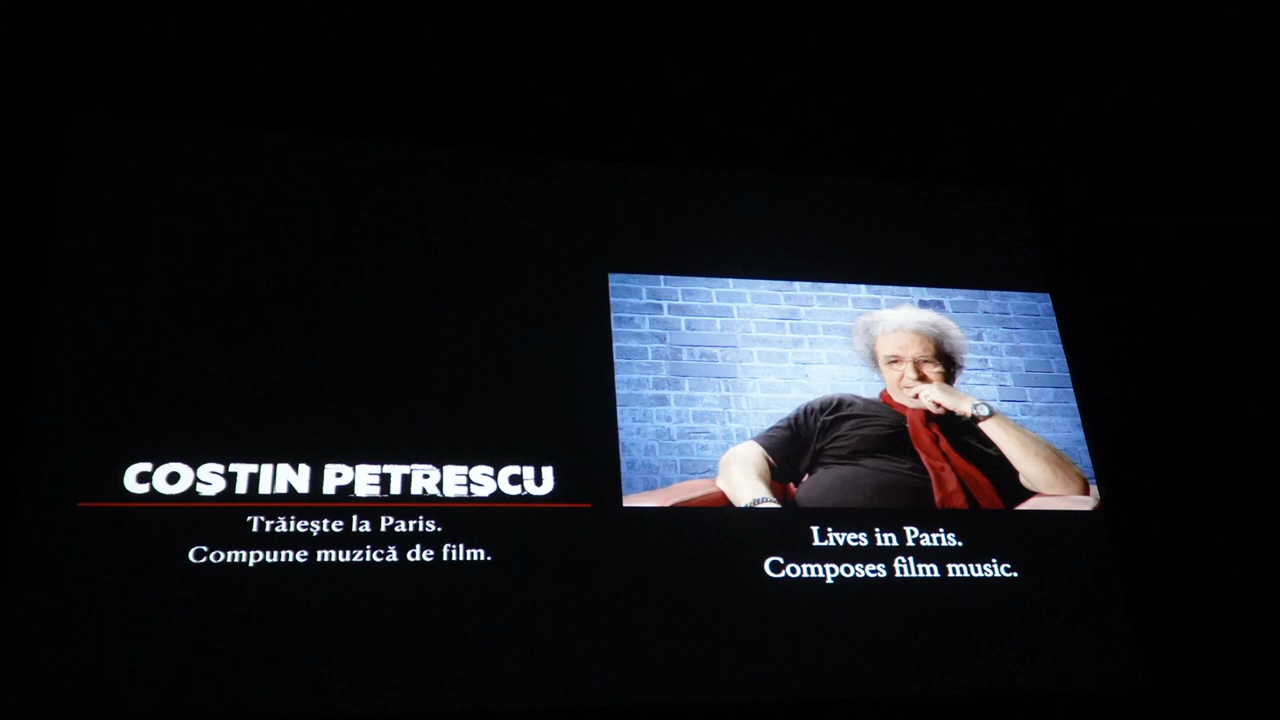 COSTIN PETRESCU
Trăiește la Paris.
Compune muzică de film.
Lives in Paris.
Composes film music.